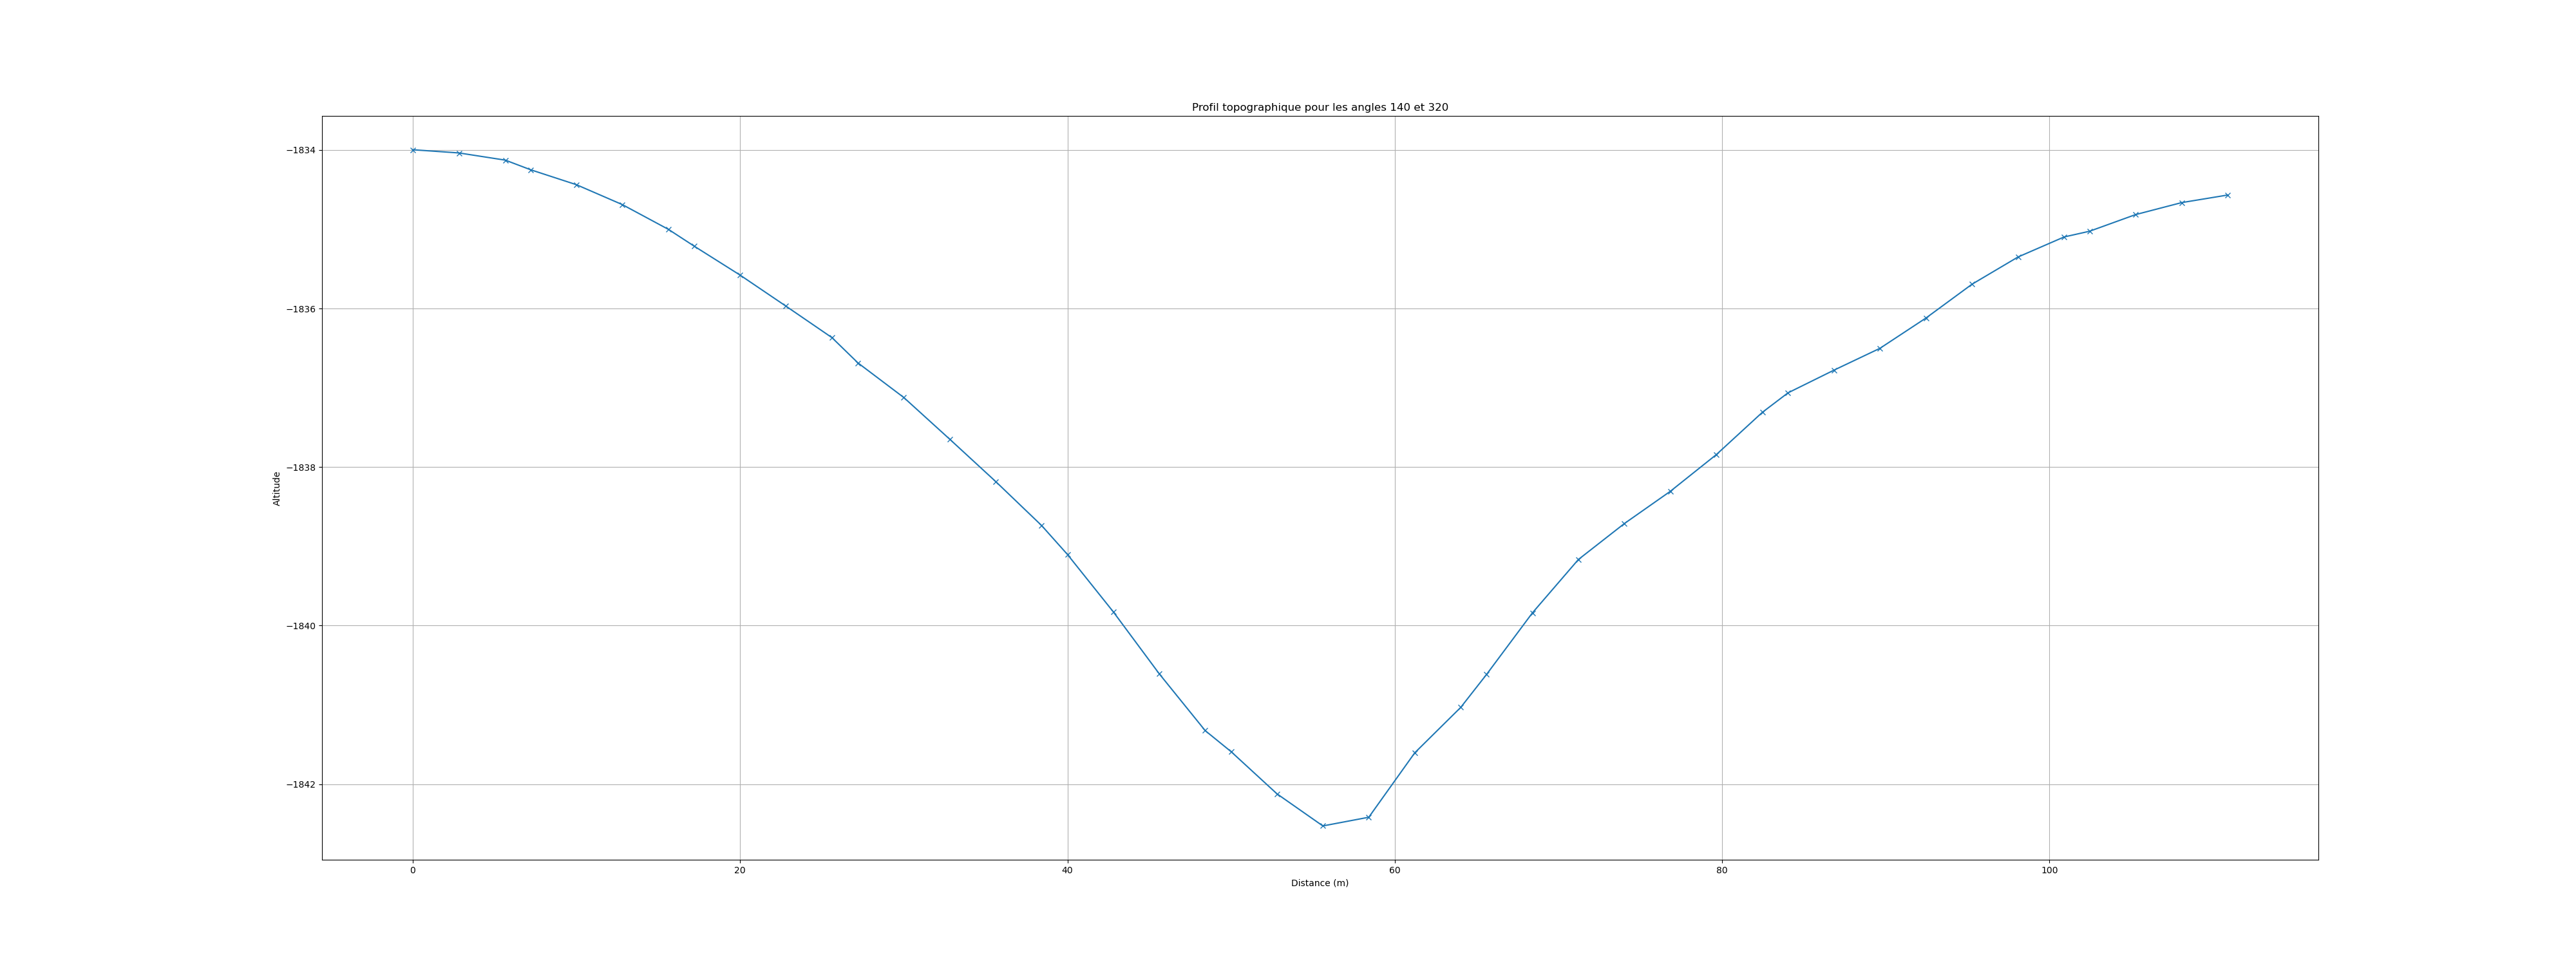 Profil topographique pour les angles 140 et 320
−1834
−1836
−1838
−1840
−1842
Altitude
0 20 40 60 80 100
Distance (m)